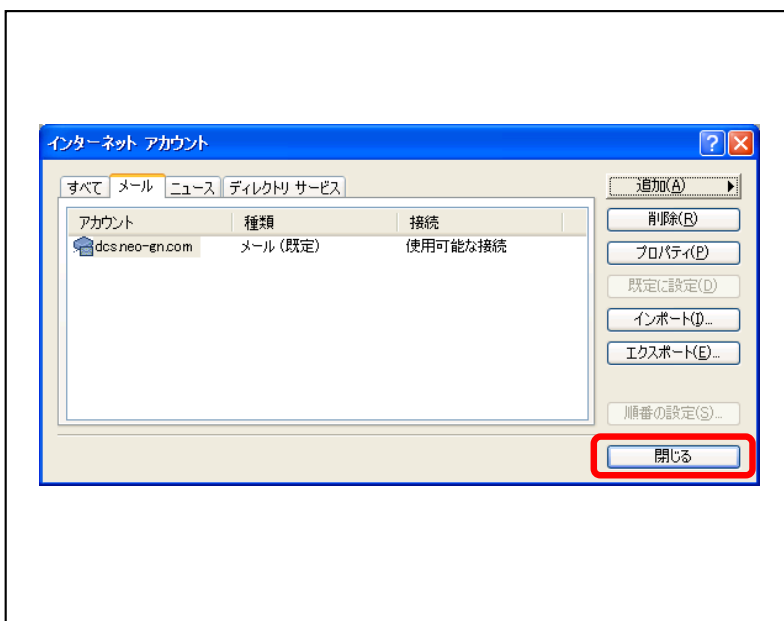 インターネット アカウント
すべて メール ニュース ディレクトリ サービス
追加(A)
アカウント 種類 接続
削除(R)
dcs.neo-gn.com メール (既定) 使用可能な接続
プロパティ(P)
既定に設定(D)
インポート(I)...
エクスポート(E)...
順番の設定(S)...
閉じる